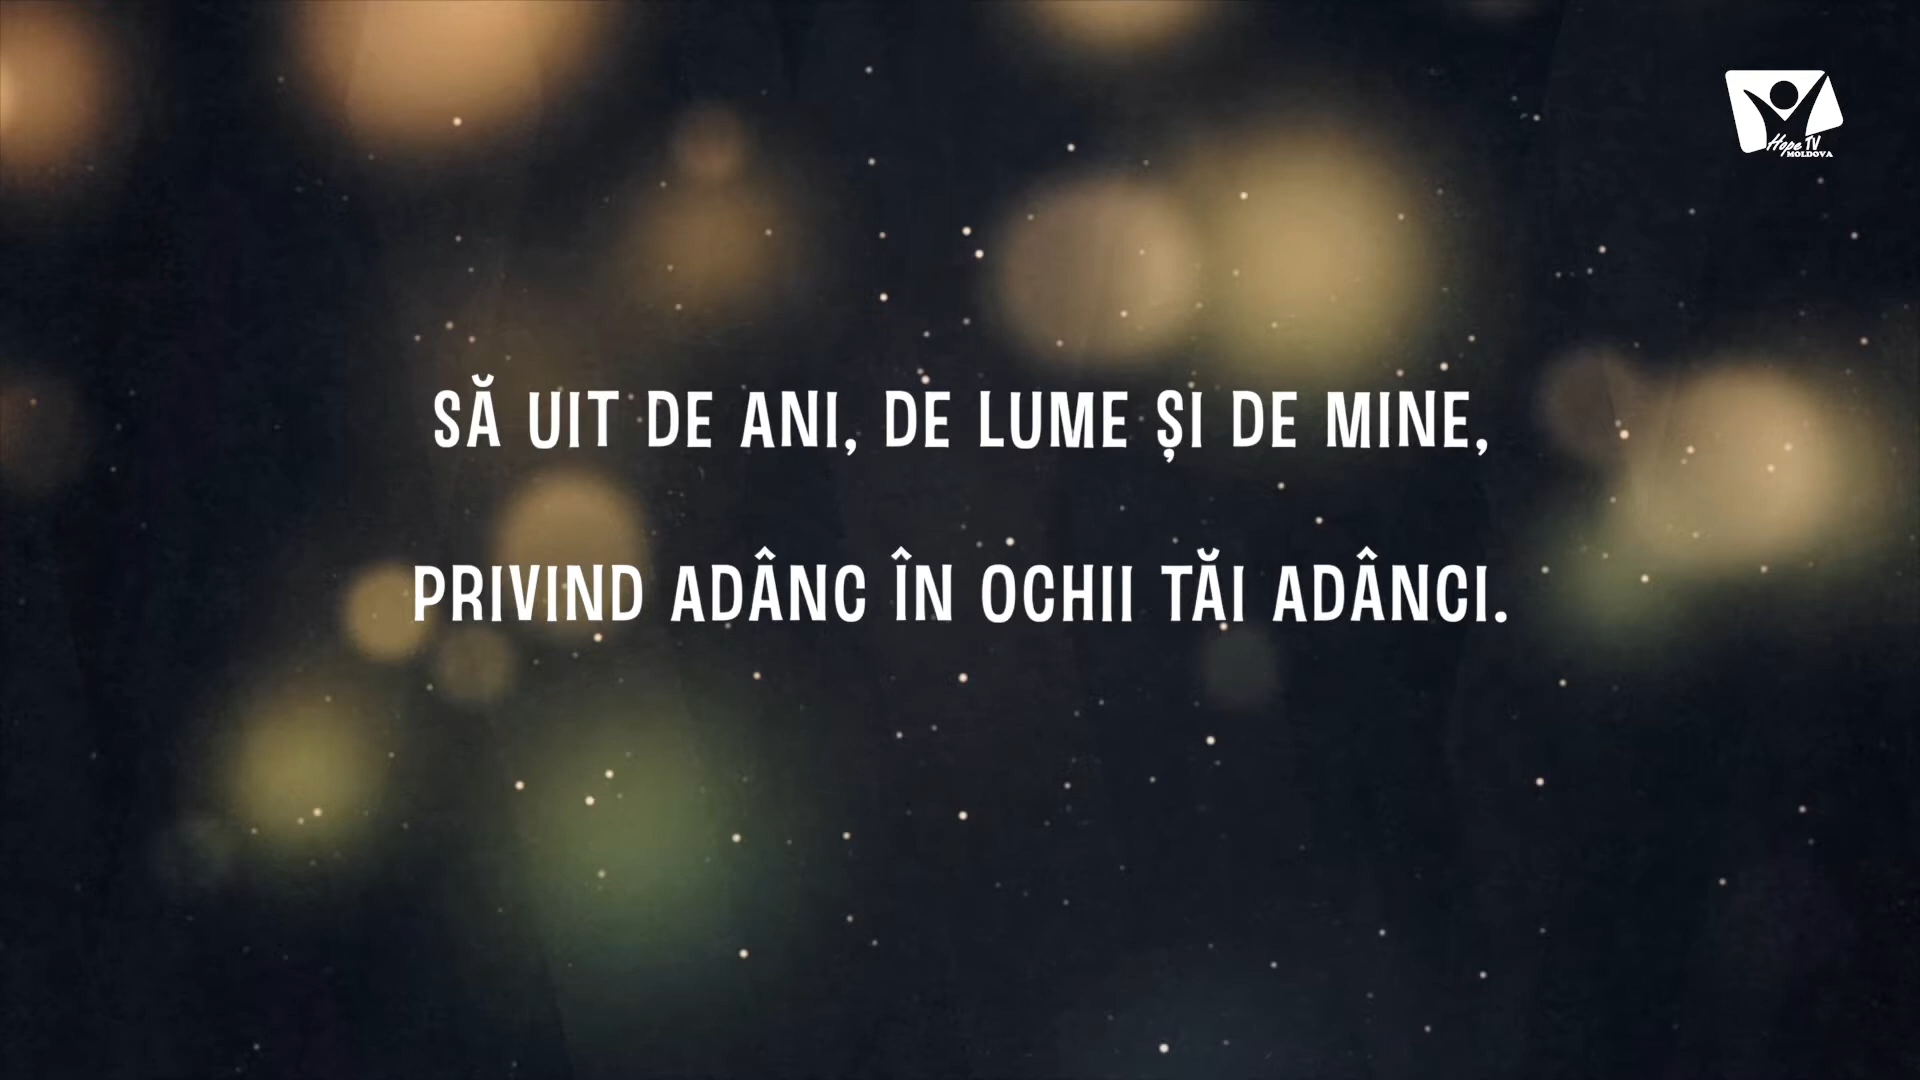 Hope TV
MOLDOVA
SĂ UIT DE ANI, DE LUME ȘI DE MINE,
PRIVIND ADÂNC ÎN OCHII TĂI ADÂNCI.